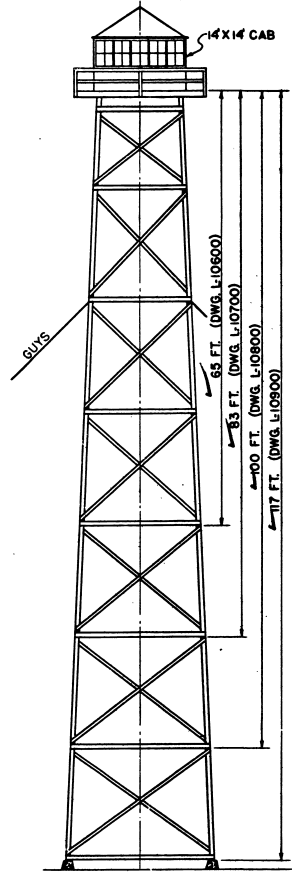 14'X14' CAB
GUYS
65 FT. (DWG. L-10600)
83 FT. (DWG. L-10700)
100 FT. (DWG. L-10800)
117 FT. (DWG. L-10900)